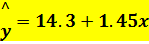 ŷ = 14.3 + 1.45x